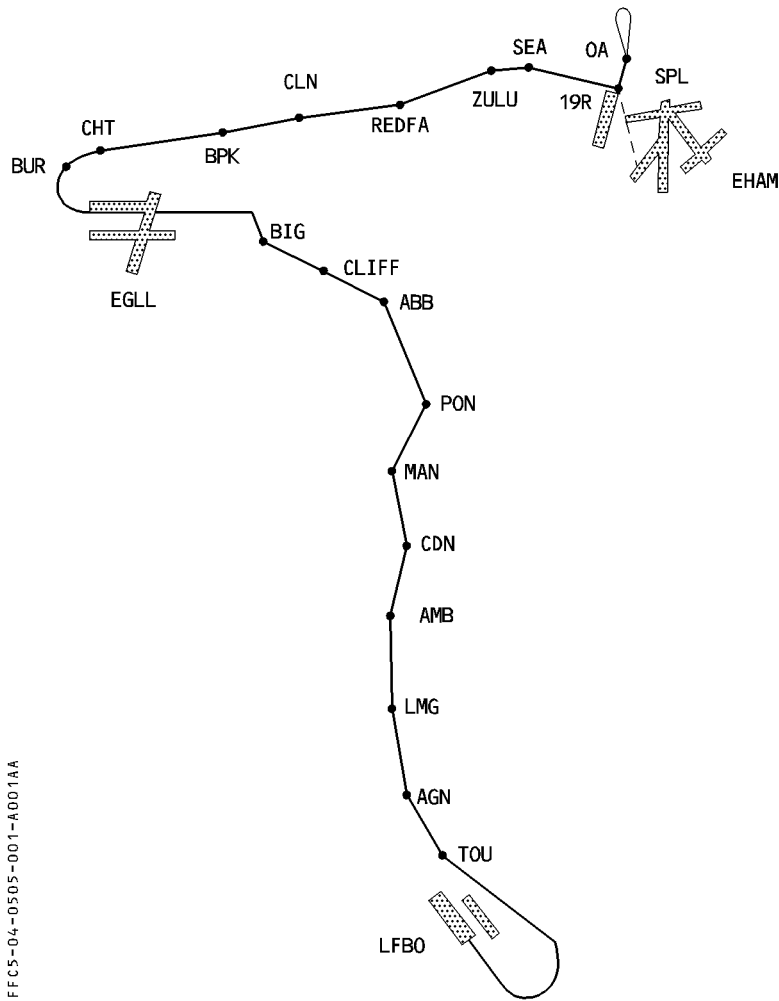 SEA
OA
SPL
CLN
ZULU
19R
REDFA
CHT
BPK
BUR
EHAM
BIG
CLIFF
EGLL
ABB
PON
MAN
CDN
AMB
LMG
AGN
TOU
LFBO
FFC5-04-0505-001-A001AA